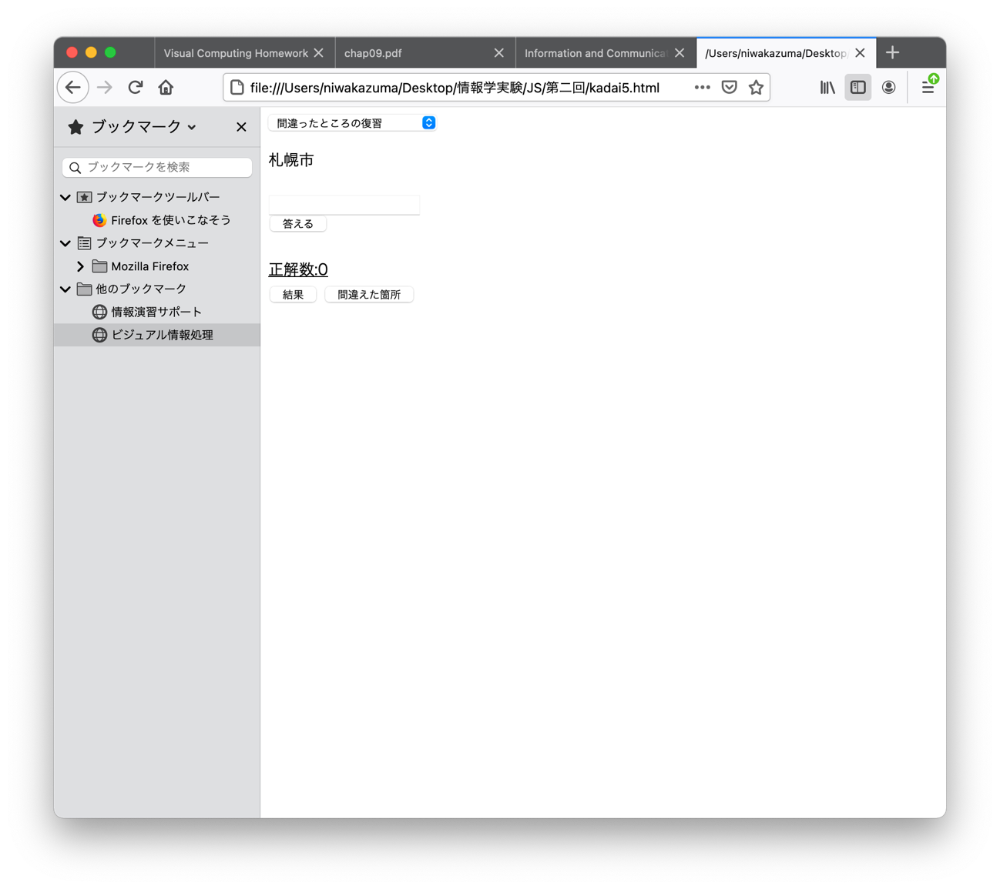 Visual Computing Homework
chap09.pdf
Information and Communicat
/Users/niwakazuma/Desktop/
file:///Users/niwakazuma/Desktop/情報学実験/JS/第二回/kadai5.html
ブックマーク
ブックマークを検索
ブックマークツールバー
Firefox を使いこなそう
ブックマークメニュー
Mozilla Firefox
他のブックマーク
情報演習サポート
ビジュアル情報処理
間違ったところの復習
札幌市
答える
正解数:0
結果 間違えた箇所